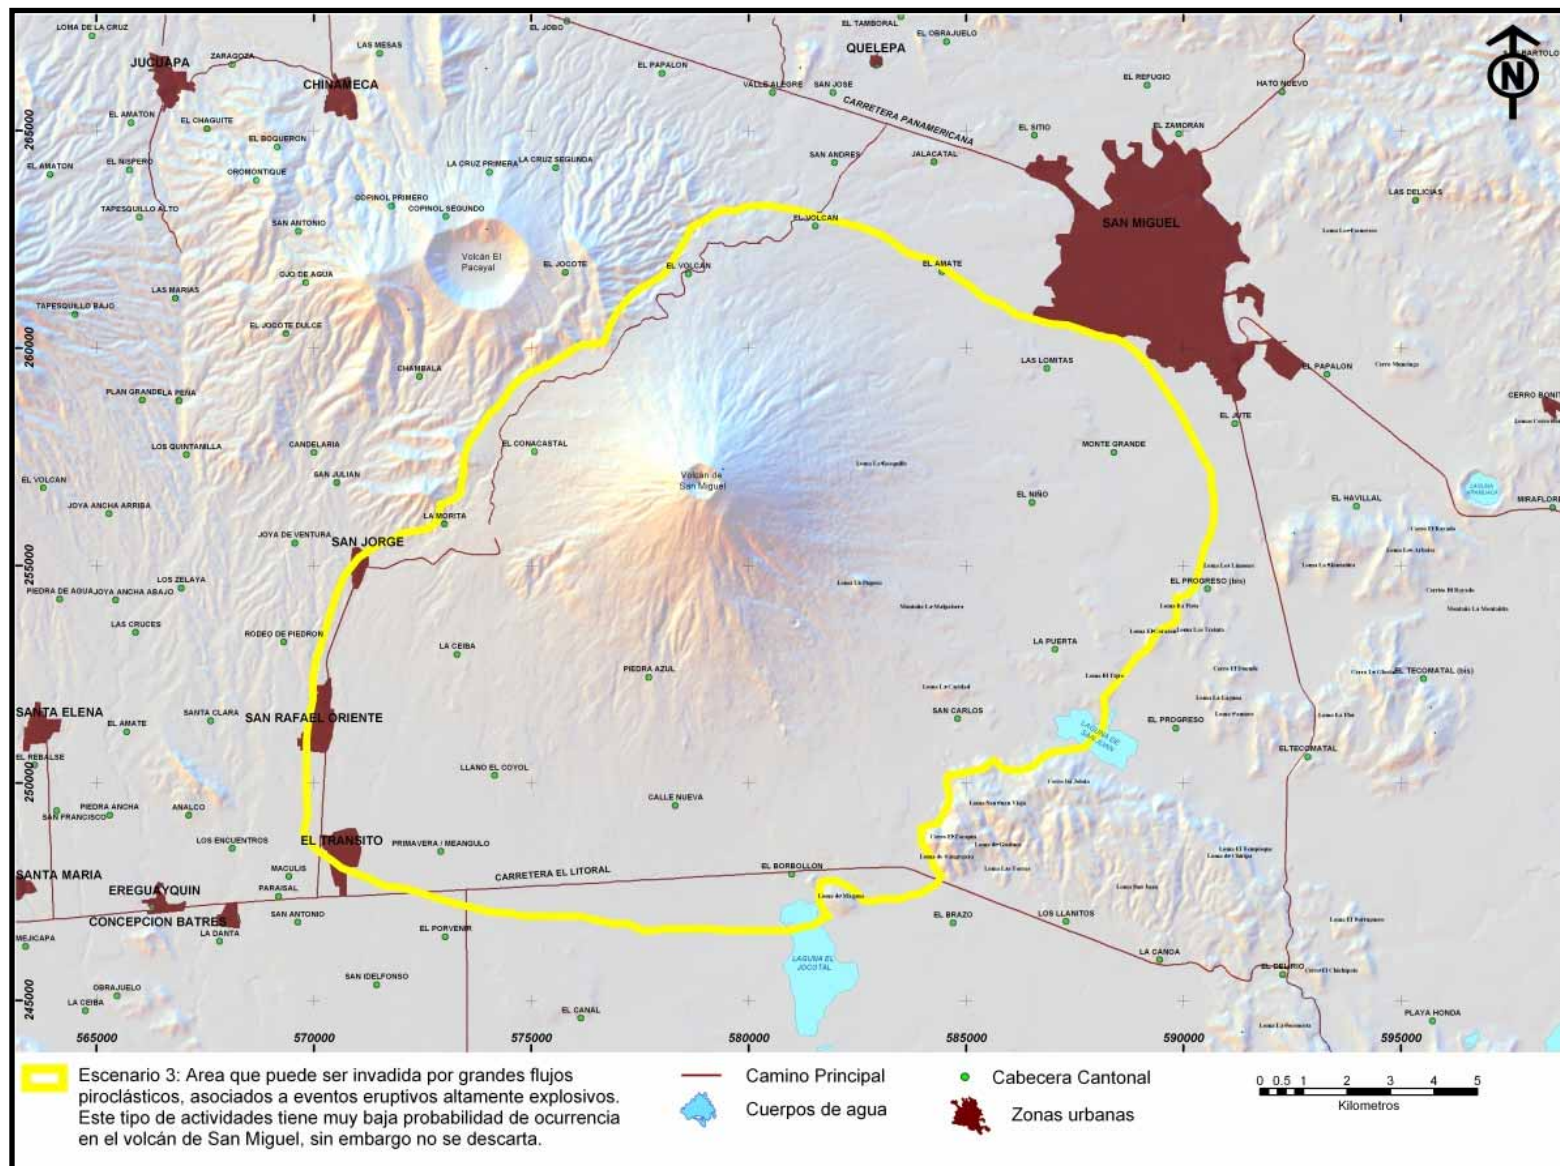 LOMA DE LA CRUZ
EL JOBO
EL TAMBORAL
EL OBRAJUELO
QUELEPA
LAS MESAS
ZARAGOZA
JUCUAPA
CHINAMECA
EL PAPALON
VALLE ALEGRE
SAN JOSE
EL REFUGIO
HATO NUEVO
N
CARRETERA PANAMERICANA
EL AMATON
EL CHAGUITE
EL BOQUERON
EL SITIO
EL ZAMORAN
265000
EL AMATON
EL NISPERO
OROMONTIQUE
LA CRUZ PRIMERA
LA CRUZ SEGUNDA
SAN ANDRES
JALACATAL
LAS DELICIAS
TAPESQUILLO ALTO
SAN ANTONIO
COPINOL PRIMERO
COPINOL SEGUNDO
EL VOLCAN
SAN MIGUEL
Volcán El
Pacayal
EL JOCOTE
EL VOLCAN
EL AMATE
OJO DE AGUA
LAS MARIAS
TAPESQUILLO BAJO
EL JOCOTE DULCE
260000
CHAMBALA
LAS LOMITAS
EL PAPALON
PLAN GRANDE
LA PEÑA
EL JUTE
LOS QUINTANILLA
CANDELARIA
EL CONACASTAL
MONTE GRANDE
SAN JULIAN
Volcán de
San Miguel
EL VOLCAN
JOYA ANCHA ARRIBA
LA MORITA
EL NIÑO
EL HAVILLAL
JOYA DE VENTURA
SAN JORGE
255000
LOS ZELAYA
PIEDRA DE AGUA
JOYA ANCHA ABAJO
EL PROGRESO (bis)
LAS CRUCES
RODEO DE PIEDRON
LA CEIBA
LA PUERTA
PIEDRA AZUL
EL TECOMATAL (bis)
SANTA ELENA
EL AMATE
SANTA CLARA
SAN RAFAEL ORIENTE
SAN CARLOS
LAGUNA DE
SAN JUAN
EL PROGRESO
EL REBALSE
LLANO EL COYOL
EL TECOMATAL
250000
PIEDRA ANCHA
SAN FRANCISCO
ANALCO
CALLE NUEVA
LOS ENCUENTROS
EL TRANSITO
PRIMAVERA / MEANGULO
SANTA MARIA
MACULIS
PARAISAL
CARRETERA EL LITORAL
EL BORBOLLON
EREGUAYQUIN
CONCEPCION BATRES
SAN ANTONIO
LA DANTA
MEJICAPA
EL PORVENIR
EL BRAZO
LOS LLANITOS
LA CANOA
EL DELIRIO
SAN IDELFONSO
LAGUNA EL
JOCOTAL
OBRAJUELO
LA CEIBA
245000
EL CANAL
PLAYA HONDA
565000
570000
575000
580000
585000
590000
595000
Escenario 3: Area que puede ser invadida por grandes flujos
piroclásticos, asociados a eventos eruptivos altamente explosivos.
Este tipo de actividades tiene muy baja probabilidad de ocurrencia
en el volcán de San Miguel, sin embargo no se descarta.
Camino Principal
Cuerpos de agua
Cabecera Cantonal
Zonas urbanas
0 0.5 1 2 3 4 5
Kilometros